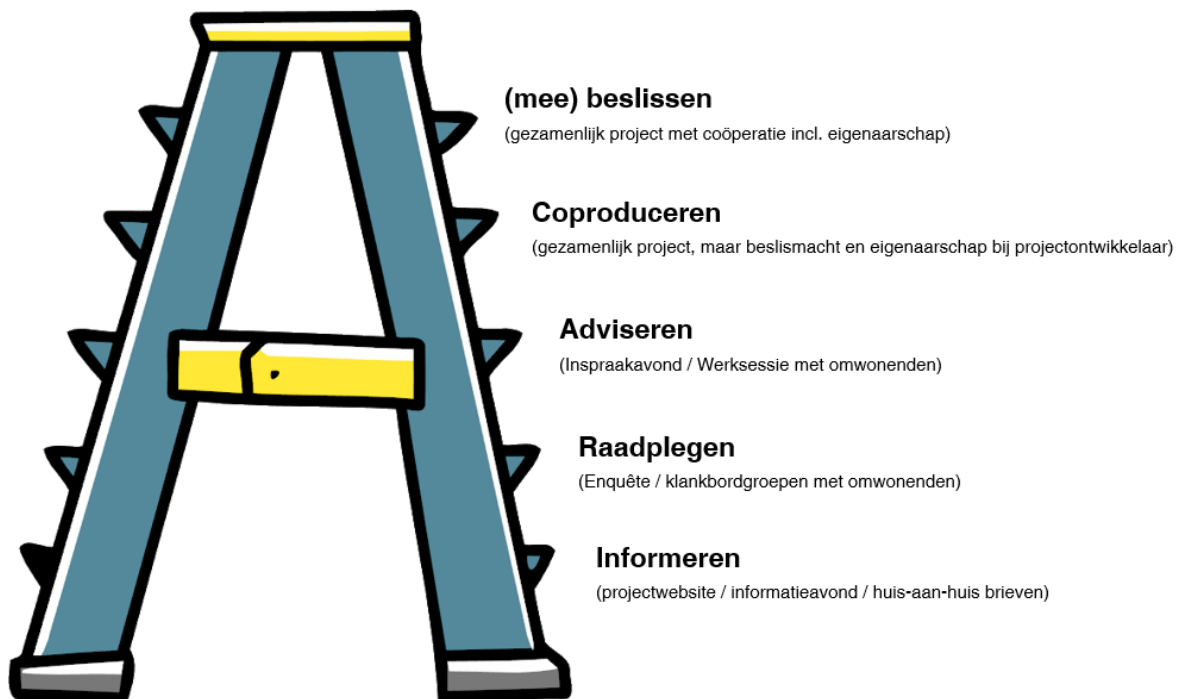 (mee) beslissen
(gezamenlijk project met coöperatie incl. eigenaarschap)
Coproduceren
(gezamenlijk project, maar beslismacht en eigenaarschap bij projectontwikkelaar)
Adviseren
(Inspraakavond / Werksessie met omwonenden)
Raadplegen
(Enquête / klankbordgroepen met omwonenden)
Informeren
(projectwebsite / informatieavond / huis-aan-huis brieven)